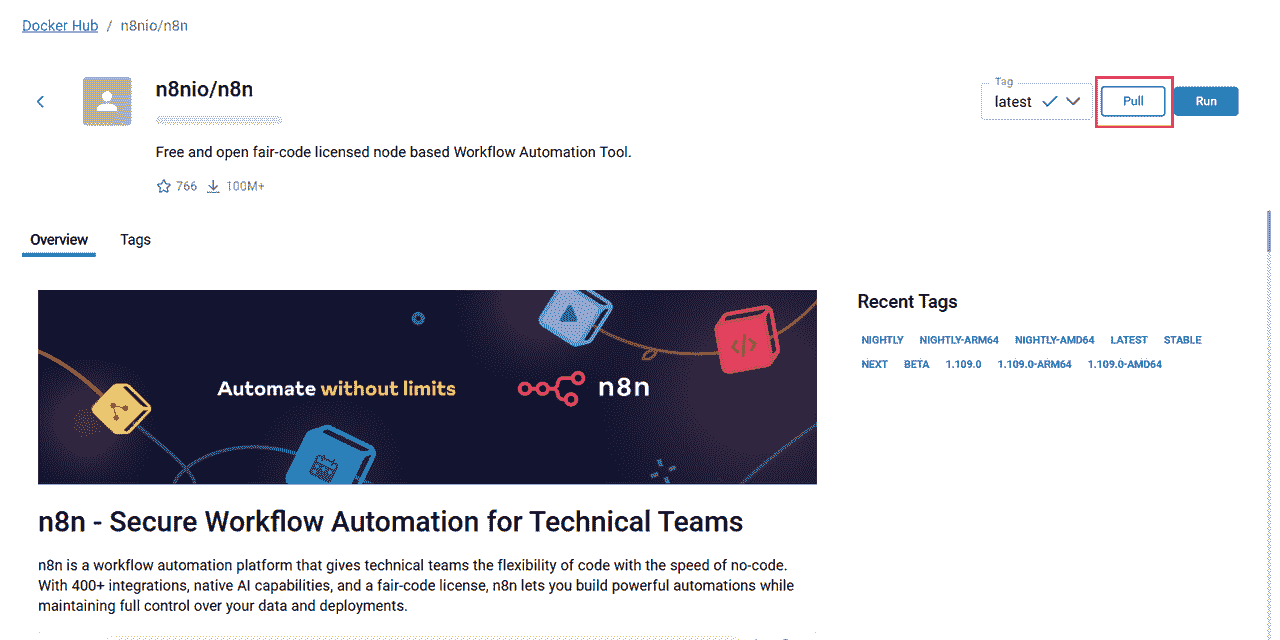 Docker Hub / n8nio/n8n
n8nio/n8n
Tag
latest
Pull
Run
Free and open fair-code licensed node based Workflow Automation Tool.
766 100M+
Overview Tags
Automate without limits n8n
Recent Tags
NIGHTLY NIGHTLY-ARM64 NIGHTLY-AMD64 LATEST STABLE
NEXT BETA 1.109.0 1.109.0-ARM64 1.109.0-AMD64
n8n - Secure Workflow Automation for Technical Teams
n8n is a workflow automation platform that gives technical teams the flexibility of code with the speed of no-code.
With 400+ integrations, native AI capabilities, and a fair-code license, n8n lets you build powerful automations while
maintaining full control over your data and deployments.